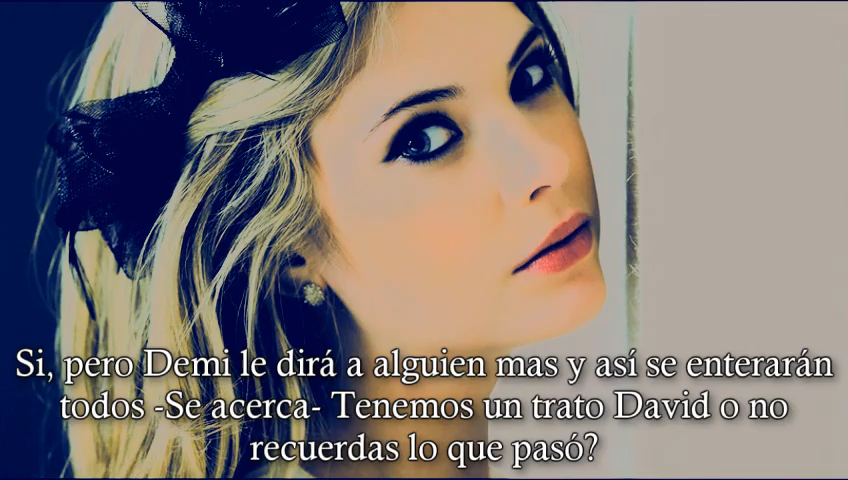 Si, pero Demi le dirá a alguien mas y así se enterarán
todos -Se acerca- Tenemos un trato David o no
recuerdas lo que pasó?